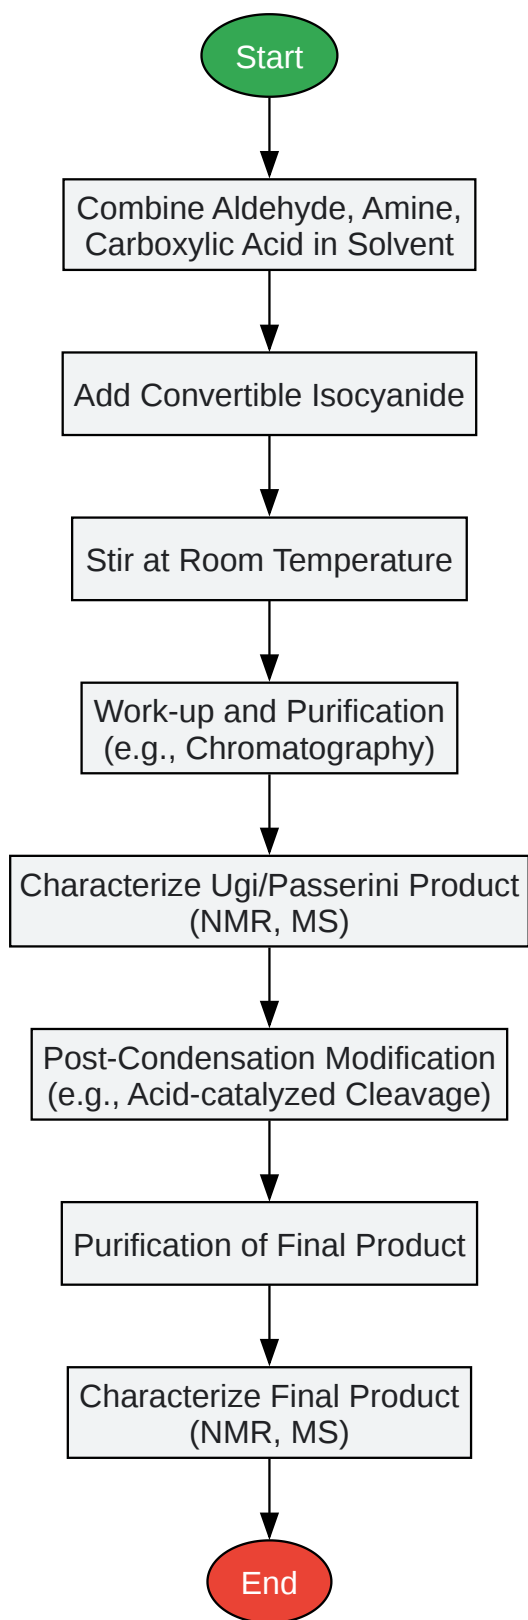 Start
Combine Aldehyde, Amine,
Carboxylic Acid in Solvent
Add Convertible Isocyanide
Stir at Room Temperature
Work-up and Purification
(e.g., Chromatography)
Characterize Ugi/Passerini Product
(NMR, MS)
Post-Condensation Modification
(e.g., Acid-catalyzed Cleavage)
Purification of Final Product
Characterize Final Product
(NMR, MS)
End